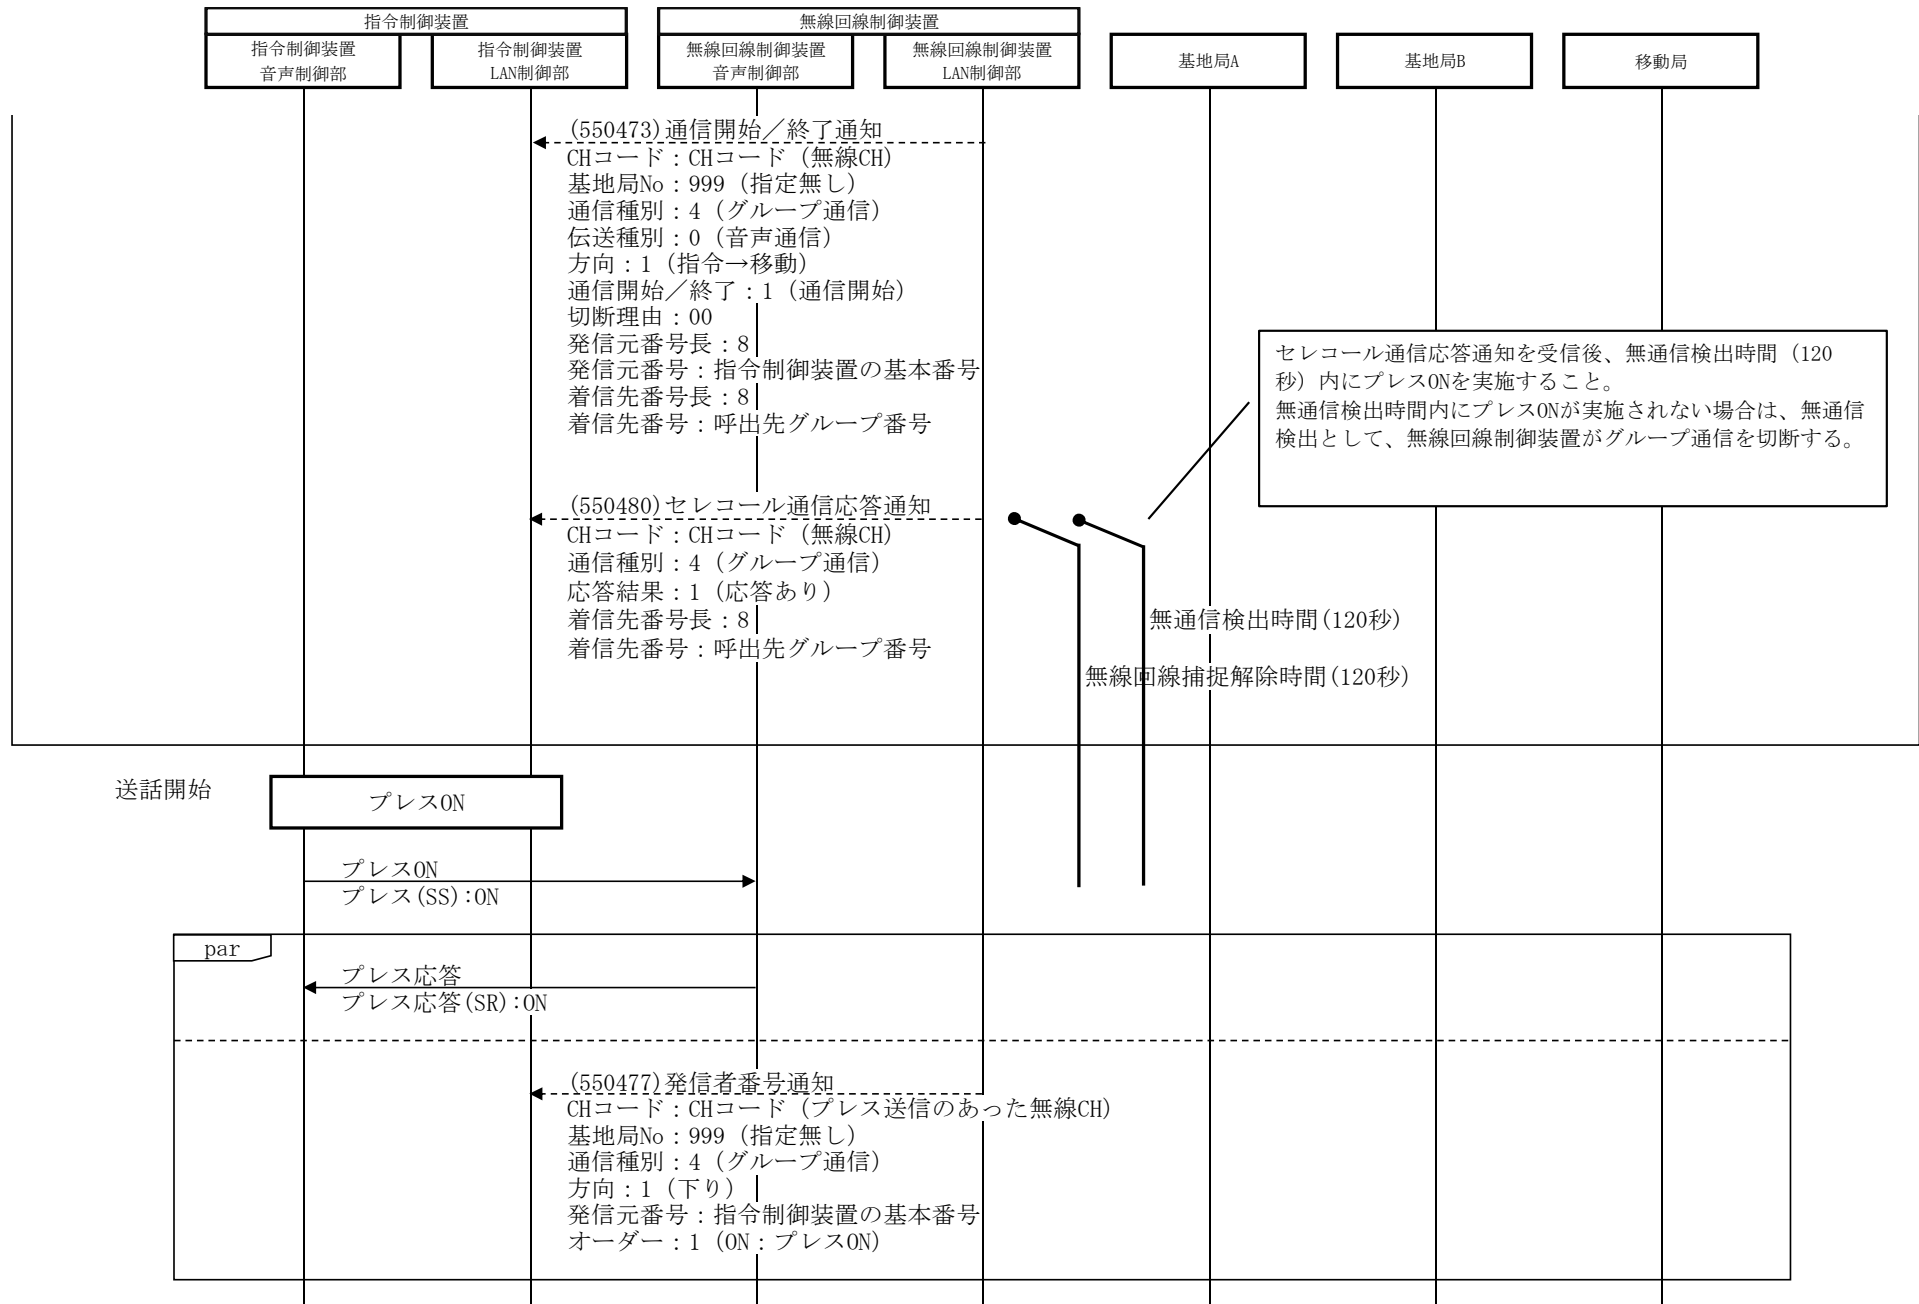 指令制御装置
無線回線制御装置
指令制御装置
音声制御部
指令制御装置
LAN制御部
無線回線制御装置
音声制御部
無線回線制御装置
LAN制御部
基地局A
基地局B
移動局
(550473)通信開始／終了通知
CHコード：CHコード（無線CH）
基地局No：999（指定無し）
通信種別：4（グループ通信）
伝送種別：0（音声通信）
方向：1（指令→移動）
通信開始／終了：1（通信開始）
切断理由：00
発信元番号長：8
発信元番号：指令制御装置の基本番号
着信先番号長：8
着信先番号：呼出先グループ番号
セレコール通信応答通知を受信後、無通信検出時間（120
秒）内にプレスONを実施すること。
無通信検出時間内にプレスONが実施されない場合は、無通信
検出として、無線回線制御装置がグループ通信を切断する。
(550480)セレコール通信応答通知
CHコード：CHコード（無線CH）
通信種別：4（グループ通信）
応答結果：1（応答あり）
着信先番号長：8
着信先番号：呼出先グループ番号
無通信検出時間(120秒)
無線回線捕捉解除時間(120秒)
送話開始
プレスON
プレスON
プレス(SS):ON
par
プレス応答
プレス応答(SR):ON
(550477)発信者番号通知
CHコード：CHコード（プレス送信のあった無線CH）
基地局No：999（指定無し）
通信種別：4（グループ通信）
方向：1（下り）
発信元番号：指令制御装置の基本番号
オーダー：1（ON：プレスON）